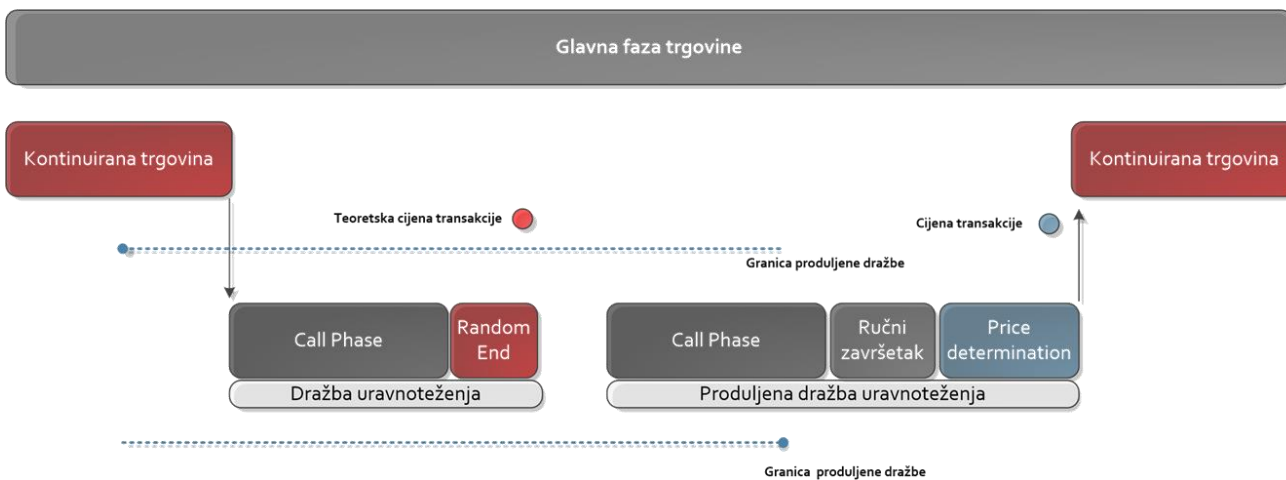 Glavna faza trgovine
Kontinuirana trgovina
Kontinuirana trgovina
Teoretska cijena transakcije
Cijena transakcije
Granica produljene dražbe
Call Phase
Random
End
Call Phase
Ručni
završetak
Price
determination
Dražba uravnoteženja
Produljena dražba uravnoteženja
Granica produljene dražbe